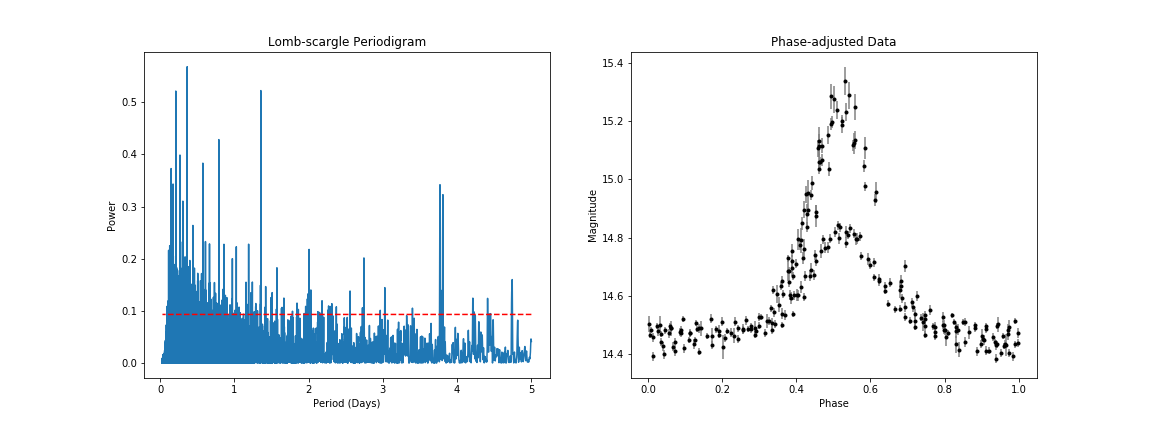 Lomb-scargle Periodigram
Power
0.5
0.4
0.3
0.2
0.1
0.0
0 1 2 3 4 5
Period (Days)
Phase-adjusted Data
Magnitude
15.4
15.2
15.0
14.8
14.6
14.4
0.0 0.2 0.4 0.6 0.8 1.0
Phase